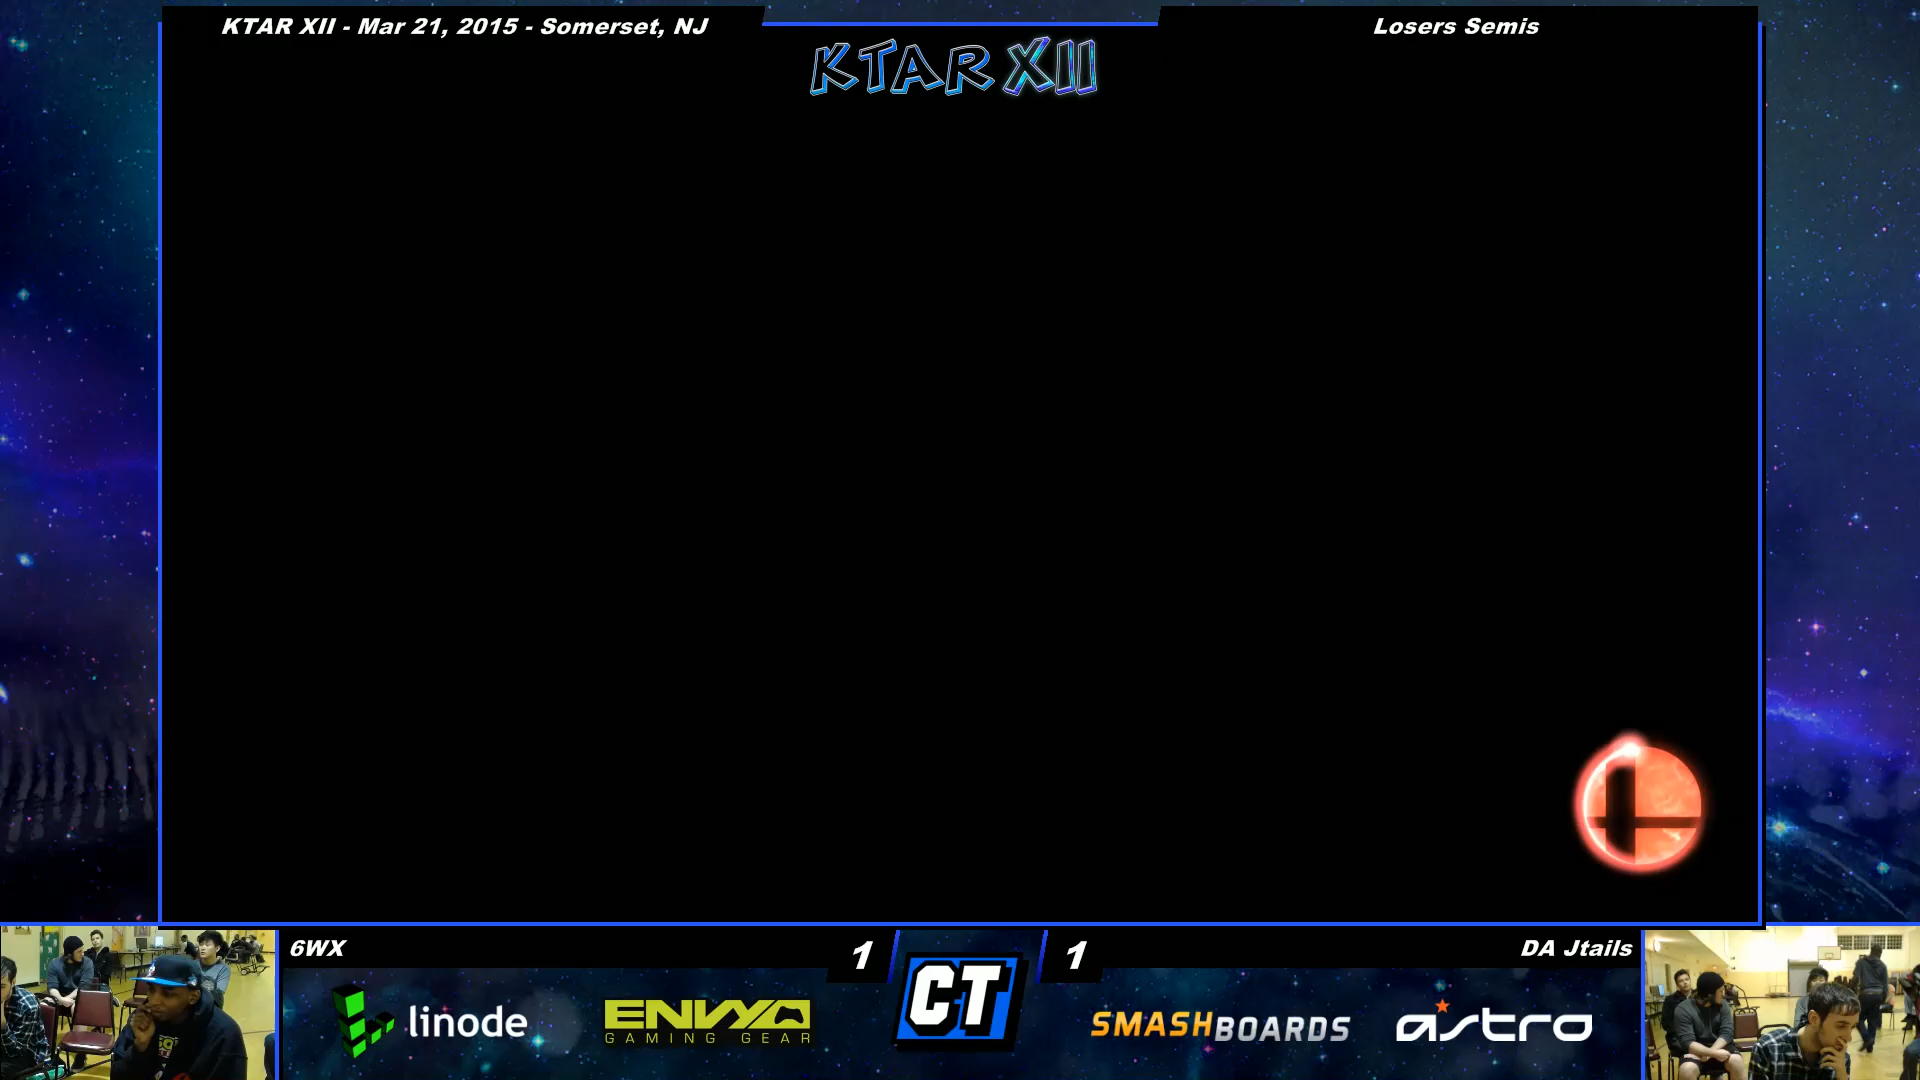 KTAR XII - Mar 21, 2015 - Somerset, NJ
Losers Semis
KTAR XII
6WX
1
CT
1
DA Jtails
linode
ENVYO
GAMING GEAR
SMASHBOARDS
astro